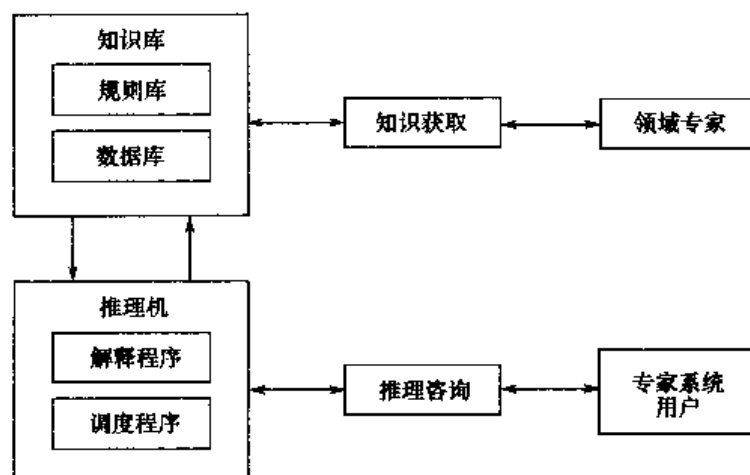 知识库
规则库
数据库
知识获取
领域专家
推理机
解释程序
调度程序
推理咨询
专家系统
用户